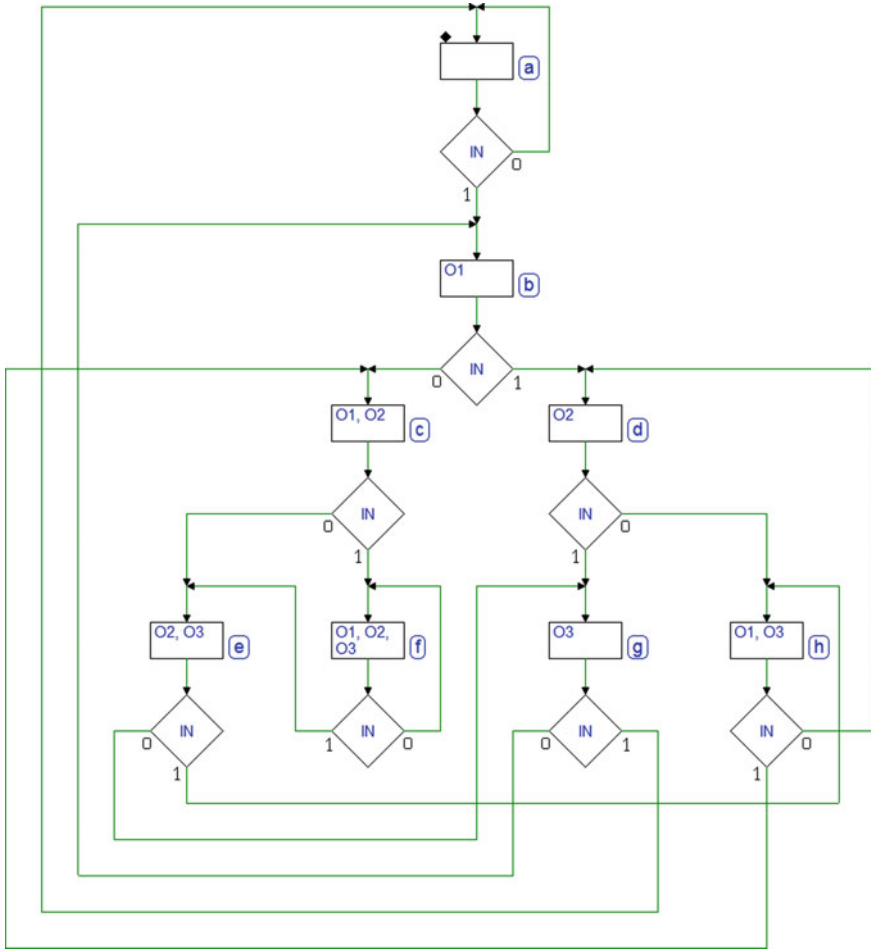 a
IN
0
1
O1
b
IN
0
1
O1, O2
c
O2
d
IN
0
1
IN
0
1
O2, O3
e
O1, O2,
O3
f
O3
g
O1, O3
h
IN
0
1
IN
1
0
IN
0
1
IN
0
1